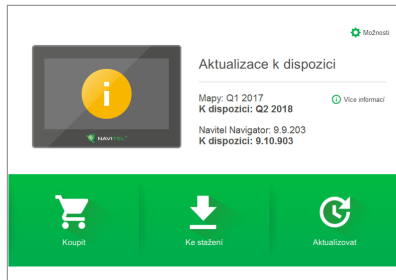 Možnosti
Aktualizace k dispozici
Mapy: Q1 2017
K dispozici: Q2 2018
Více informací
Navitel Navigator: 9.9.203
K dispozici: 9.10.903
NAVITEL
Koupit
Ke stažení
Aktualizovat